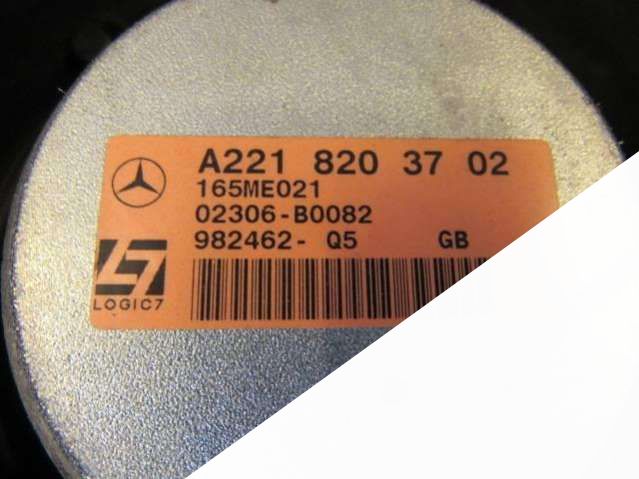 A221 820 37 02
165ME021
02306-B0082
982462- Q5 GB
LOGIC7